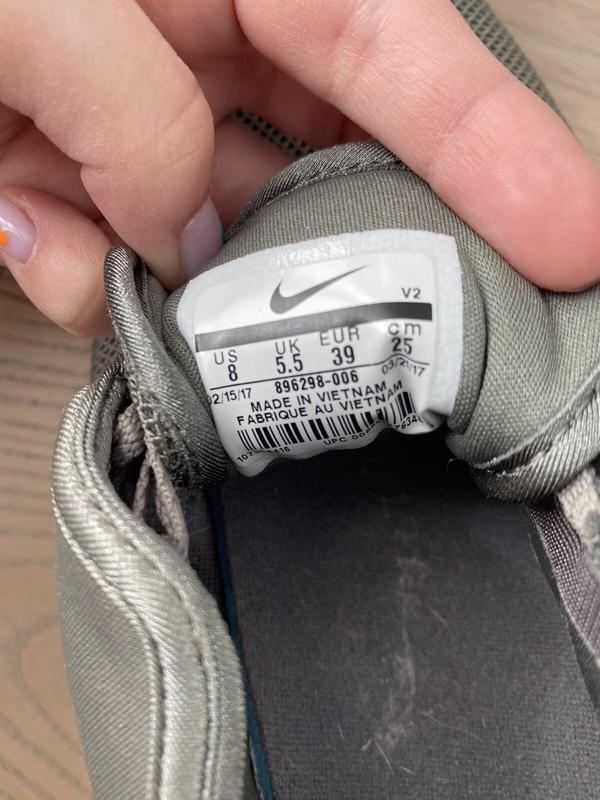 V2
US UK EUR cm
8 5.5 39 25
02/15/17 896298-006 03/21/17
MADE IN VIETNAM
FABRIQUE AU VIETNAM
UPC